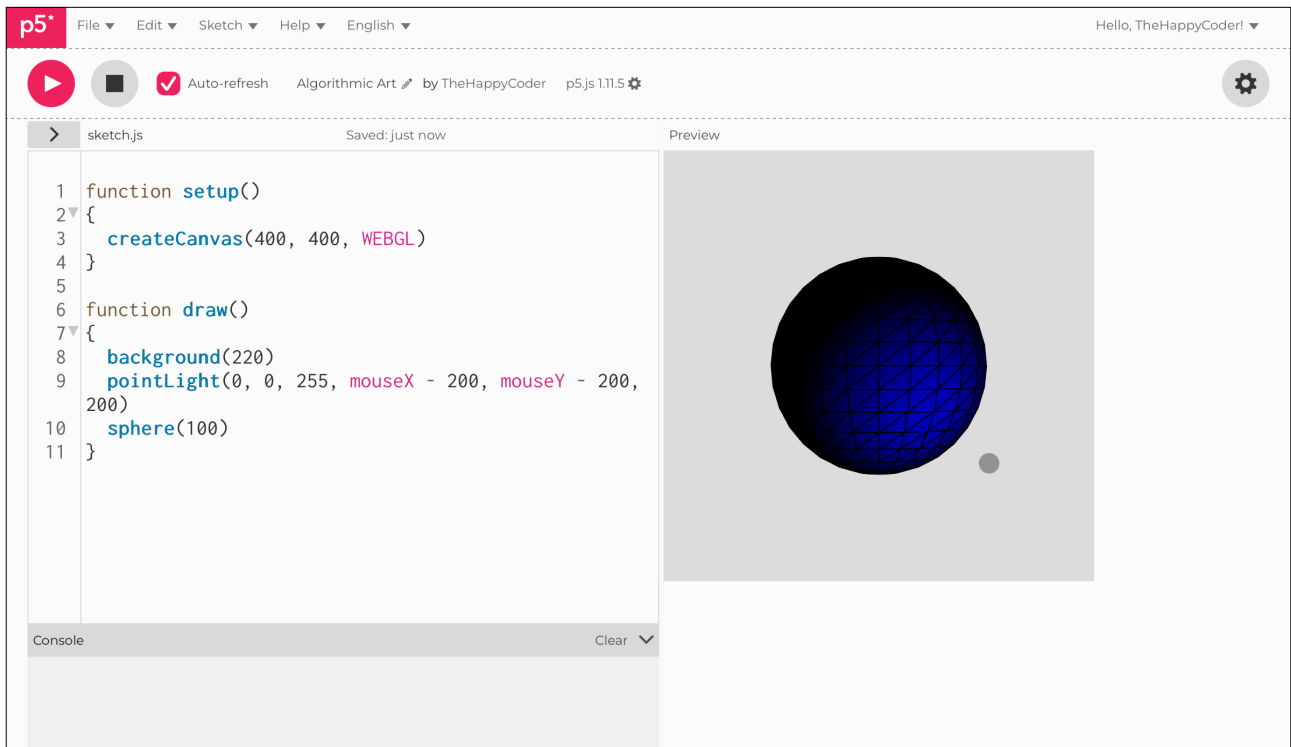 p5* File Edit Sketch Help English Hello, TheHappyCoder!
Auto-refresh Algorithmic Art by TheHappyCoder p5.js 1.11.5
sketch.js Saved: just now Preview
1 function setup()
2 {
3 createCanvas(400, 400, WEBGL)
4 }
5
6 function draw()
7 {
8 background(220)
9 pointLight(0, 0, 255, mouseX - 200, mouseY - 200,
200)
10 sphere(100)
11 }
Console Clear